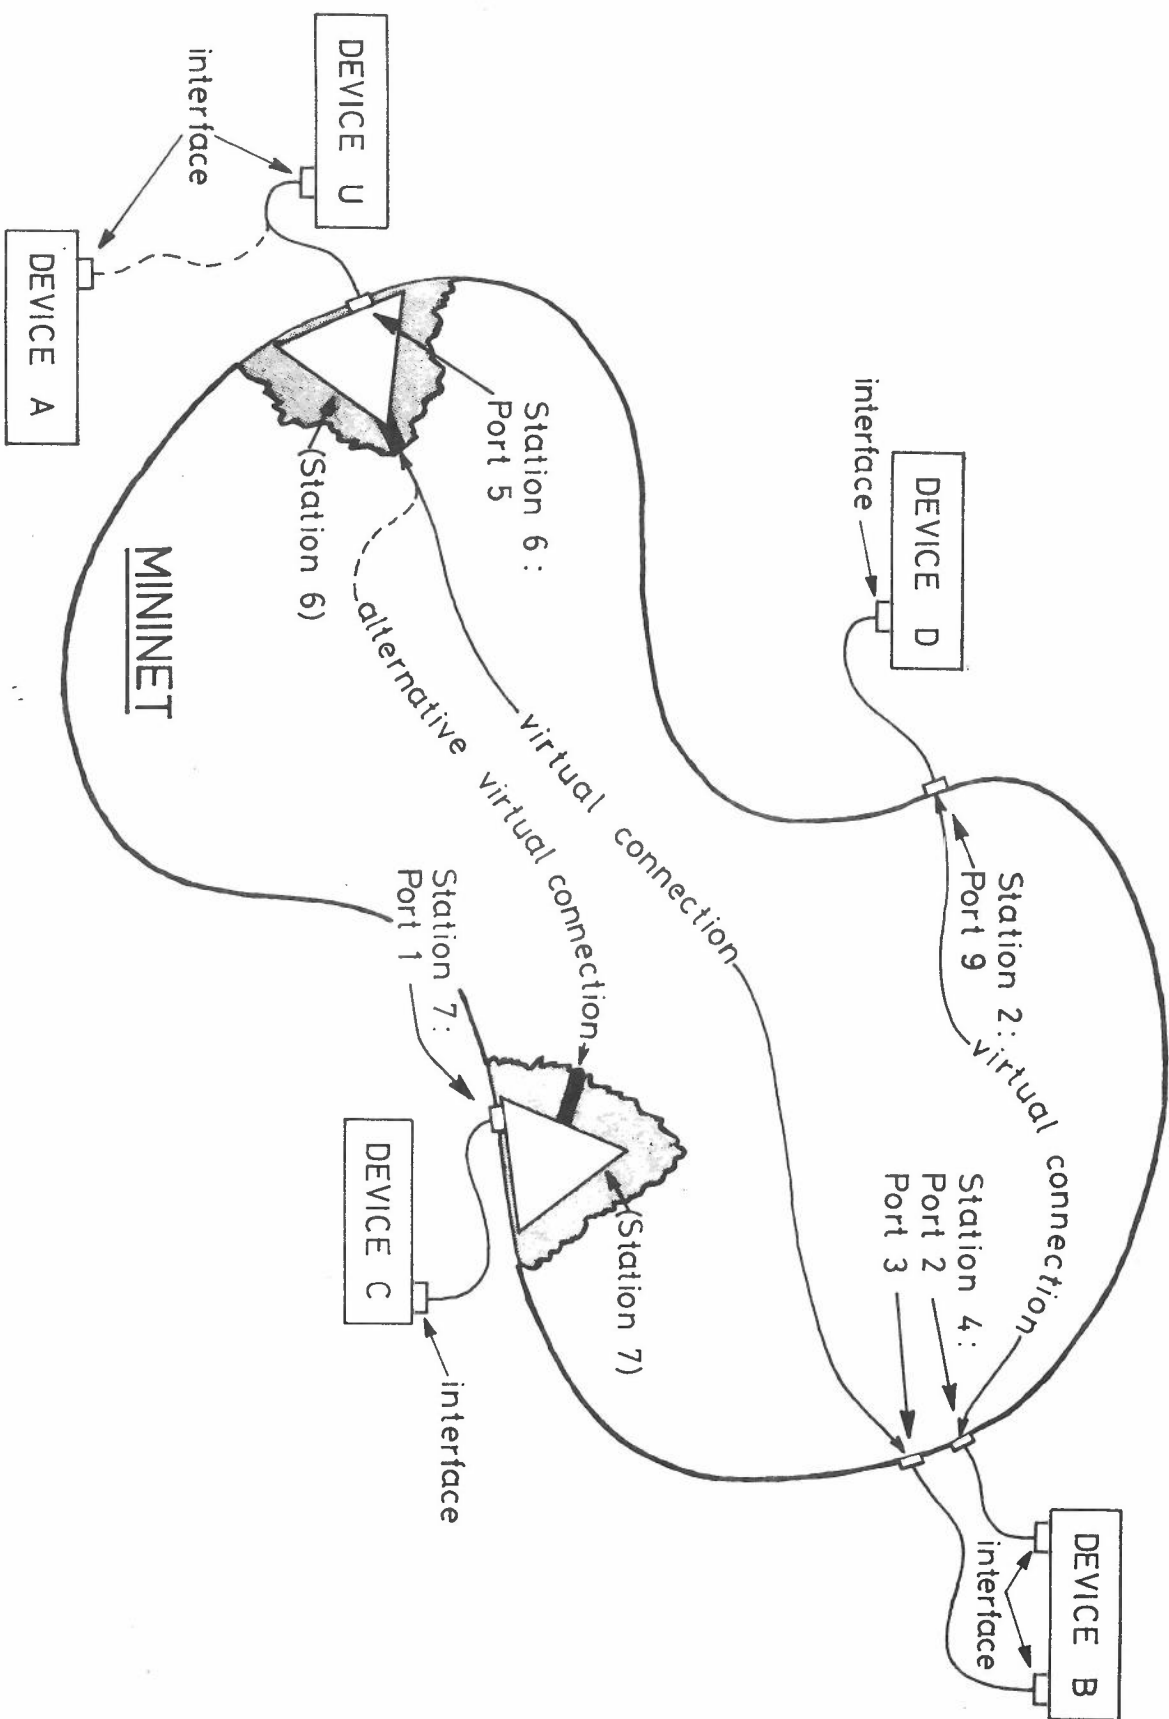 DEVICE B
interface
DEVICE D
interface
Station 2:
Port 9
virtual connection
Station 4:
Port 2
Port 3
DEVICE U
interface
Station 6:
Port 5
virtual connection
(Station 6)
alternative virtual connection
(Station 7)
Station 7:
Port 1
interface
DEVICE C
MININET
DEVICE A